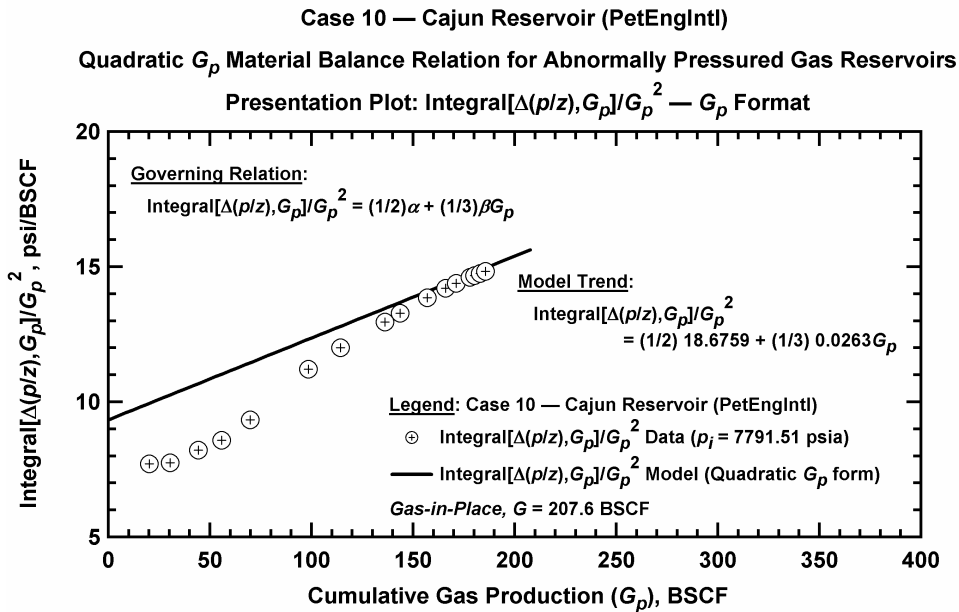 Case 10 — Cajun Reservoir (PetEngIntl)
Quadratic Gp Material Balance Relation for Abnormally Pressured Gas Reservoirs
Presentation Plot: Integral[Δ(p/z),Gp]/Gp² — Gp Format
Integral[Δ(p/z),Gp]/Gp², psi/BSCF
20
15
10
5
Governing Relation:
Integral[Δ(p/z),Gp]/Gp² = (1/2)α + (1/3)βGp
Model Trend:
Integral[Δ(p/z),Gp]/Gp²
= (1/2) 18.6759 + (1/3) 0.0263Gp
Legend: Case 10 — Cajun Reservoir (PetEngIntl)
Integral[Δ(p/z),Gp]/Gp² Data (pi = 7791.51 psia)
Integral[Δ(p/z),Gp]/Gp² Model (Quadratic Gp form)
Gas-in-Place, G = 207.6 BSCF
0 50 100 150 200 250 300 350 400
Cumulative Gas Production (Gp), BSCF